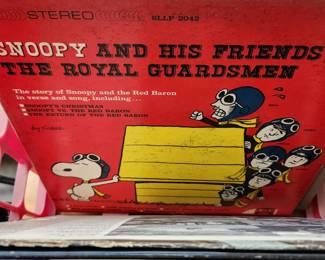 STEREO SLLP 2042
SNOOPY AND HIS FRIENDS
THE ROYAL GUARDSMEN
The story of Snoopy and the Red Baron
in verse and song, including ...
SNOOPY'S CHRISTMAS
SNOOPY VS. THE RED BARON
THE RETURN OF THE RED BARON